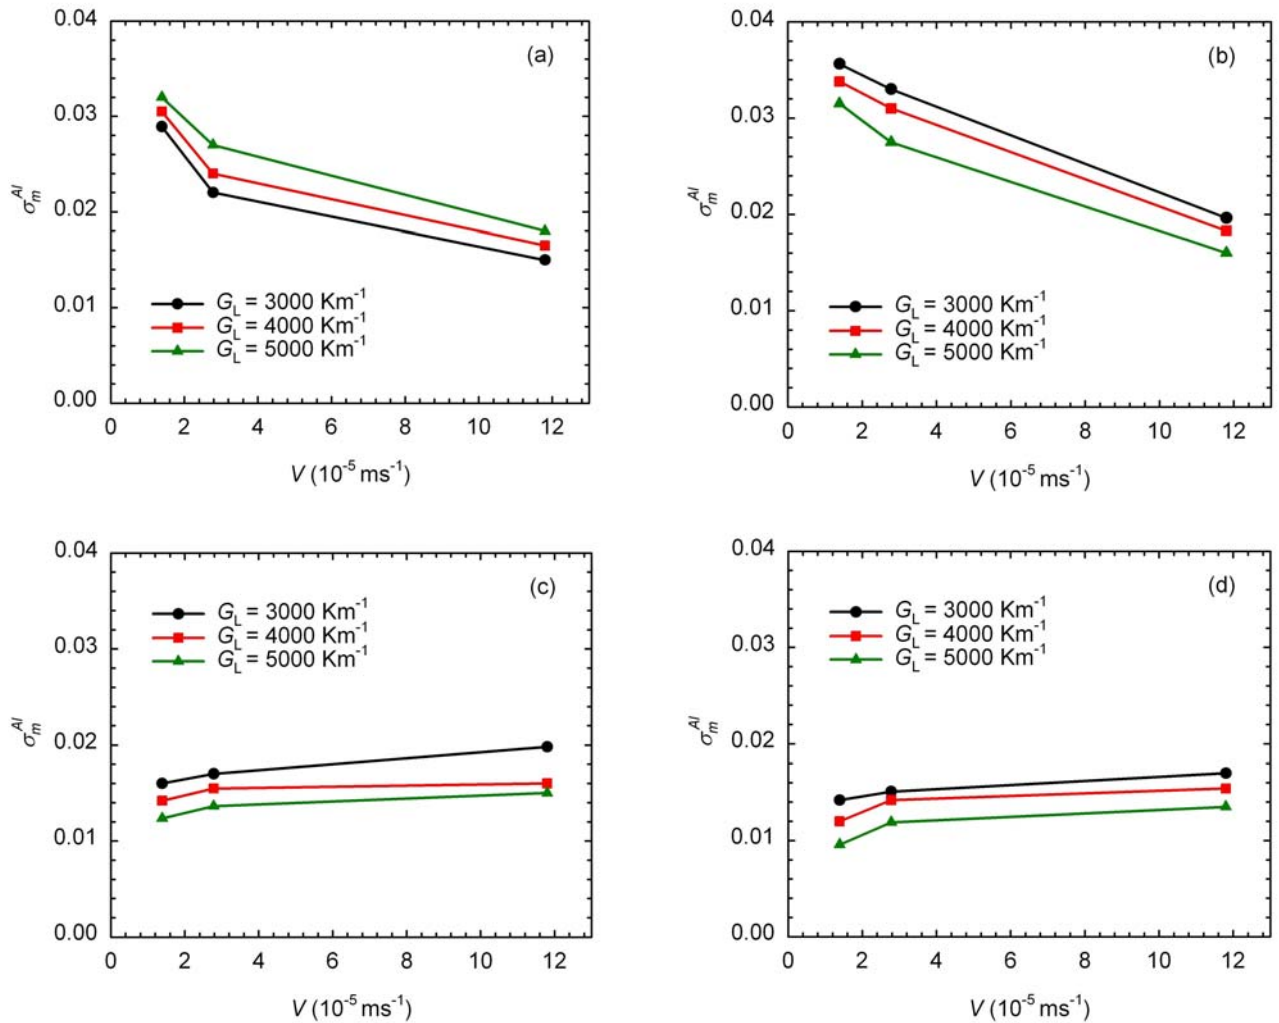 0.04
(a)
0.03
σ_m^Al
0.02
0.01
G_L = 3000 Km⁻¹
G_L = 4000 Km⁻¹
G_L = 5000 Km⁻¹
0.00
0 2 4 6 8 10 12
V (10⁻⁵ ms⁻¹)
0.04
(b)
0.03
σ_m^Al
0.02
0.01
G_L = 3000 Km⁻¹
G_L = 4000 Km⁻¹
G_L = 5000 Km⁻¹
0.00
0 2 4 6 8 10 12
V (10⁻⁵ ms⁻¹)
0.04
(c)
G_L = 3000 Km⁻¹
G_L = 4000 Km⁻¹
G_L = 5000 Km⁻¹
0.03
σ_m^Al
0.02
0.01
0.00
0 2 4 6 8 10 12
V (10⁻⁵ ms⁻¹)
0.04
(d)
G_L = 3000 Km⁻¹
G_L = 4000 Km⁻¹
G_L = 5000 Km⁻¹
0.03
σ_m^Al
0.02
0.01
0.00
0 2 4 6 8 10 12
V (10⁻⁵ ms⁻¹)